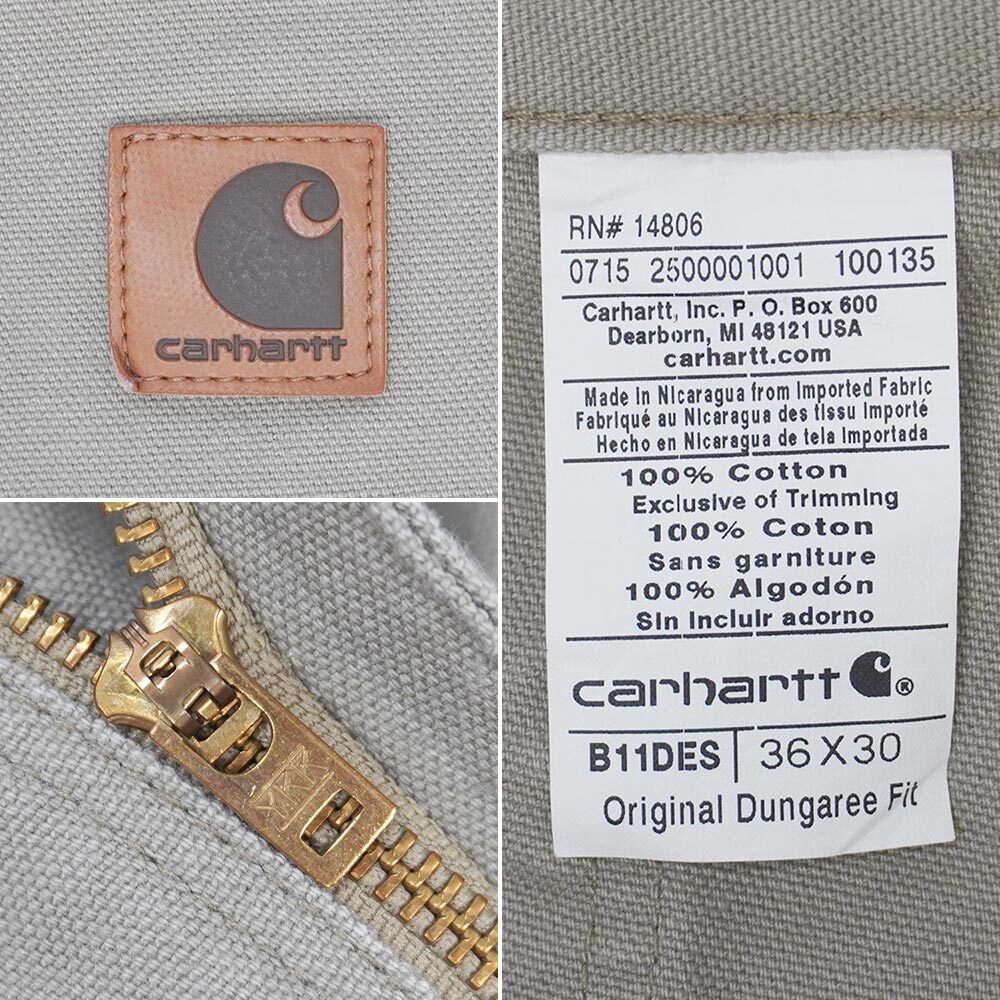 carhartt
YKK
RN# 14806
0715 2500001001 100135
Carhartt, Inc. P. O. Box 600
Dearborn, MI 48121 USA
carhartt.com
Made in Nicaragua from Imported Fabric
Fabriqué au Nicaragua des tissu Importé
Hecho en Nicaragua de tela Importada
100% Cotton
Exclusive of Trimming
100% Coton
Sans garniture
100% Algodón
Sin Incluir adorno
carhartt ®
B11DES | 36 X 30
Original Dungaree Fit